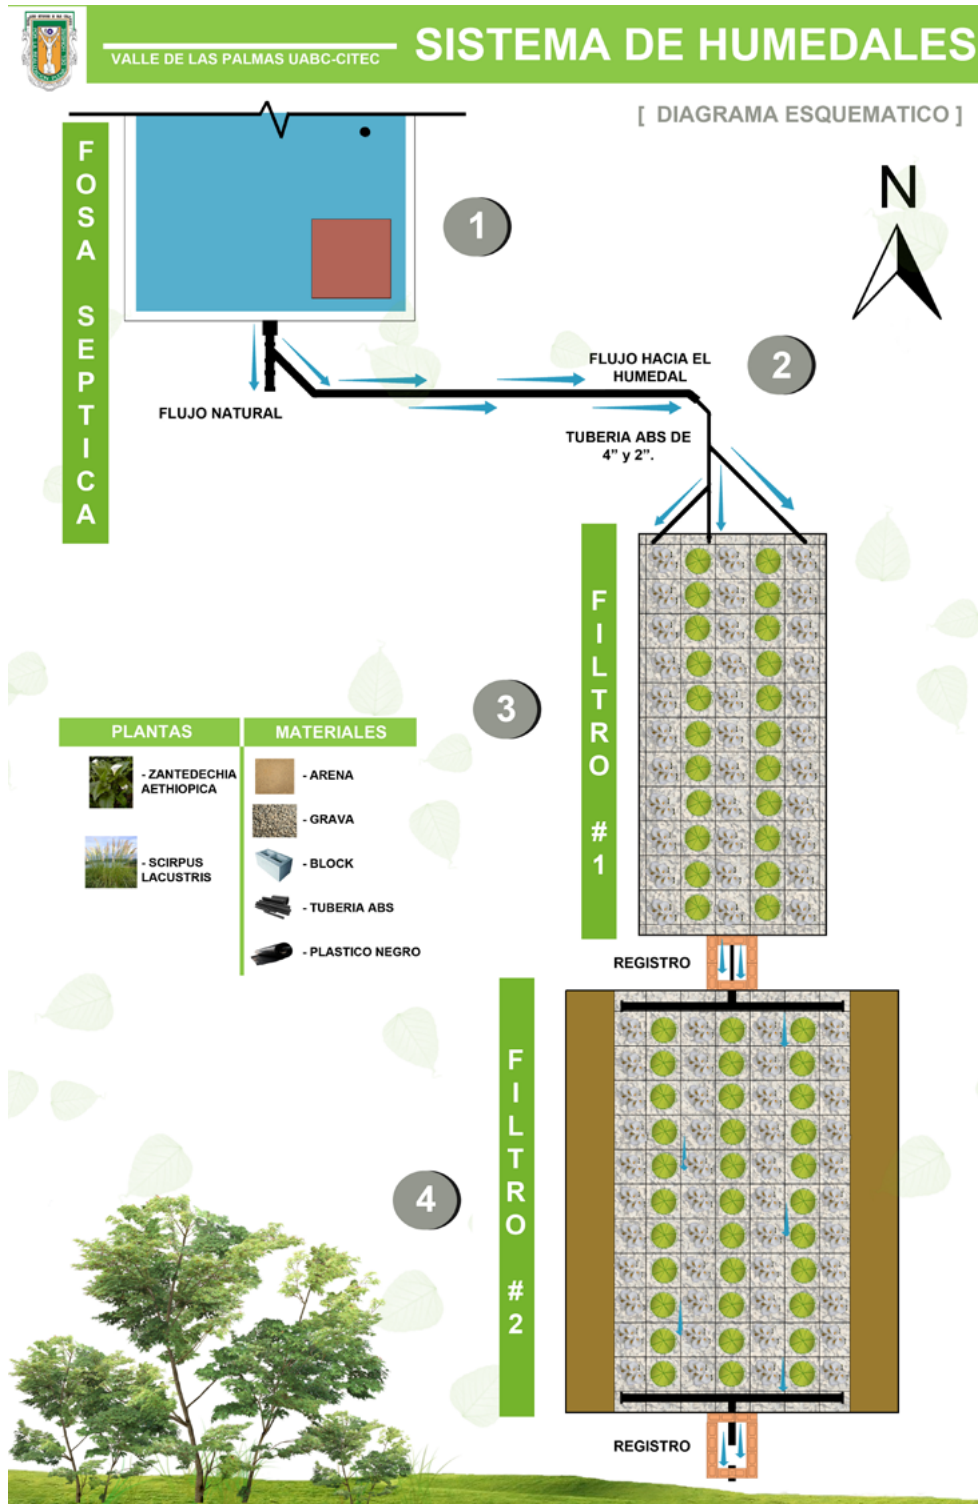 VALLE DE LAS PALMAS UABC-CITEC
SISTEMA DE HUMEDALES
[ DIAGRAMA ESQUEMATICO ]
FOSA SEPTICA
1
N
FLUJO HACIA EL
HUMEDAL
2
FLUJO NATURAL
TUBERIA ABS DE
4” y 2”.
FILTRO #1
3
PLANTAS
MATERIALES
- ZANTEDECHIA
AETHIOPICA
- SCIRPUS
LACUSTRIS
- ARENA
- GRAVA
- BLOCK
- TUBERIA ABS
- PLASTICO NEGRO
REGISTRO
FILTRO #2
4
REGISTRO